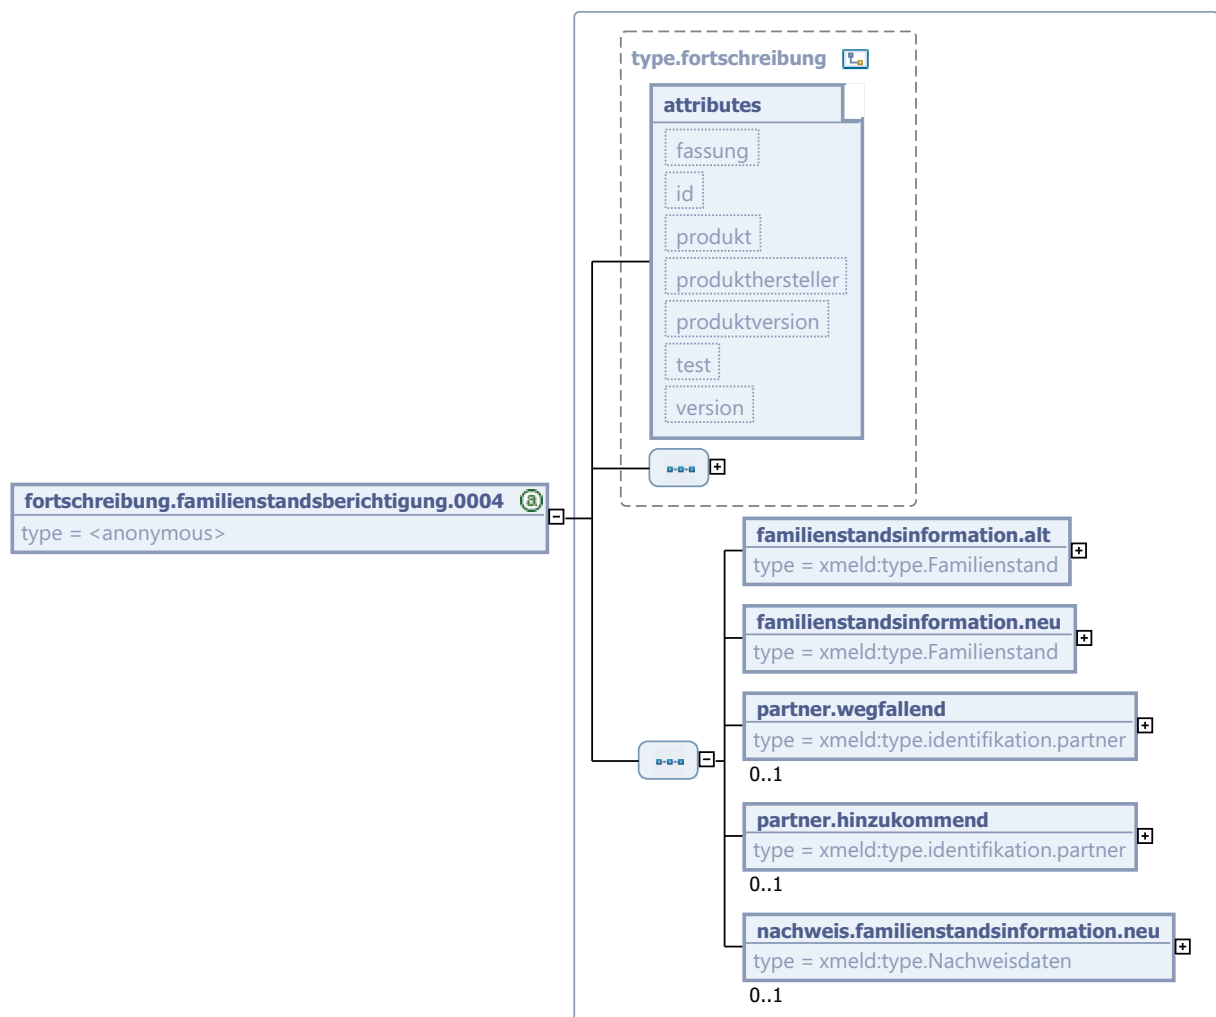 type.fortschreibung
attributes
fassung
id
produkt
produkthersteller
produktversion
test
version
fortschreibung.familienstandsberichtigung.0004 @
type = <anonymous>
familienstandsinformation.alt
type = xmeld:type.Familienstand
familienstandsinformation.neu
type = xmeld:type.Familienstand
partner.wegfallend
type = xmeld:type.identifikation.partner
0..1
partner.hinzukommend
type = xmeld:type.identifikation.partner
0..1
nachweis.familienstandsinformation.neu
type = xmeld:type.Nachweisdaten
0..1